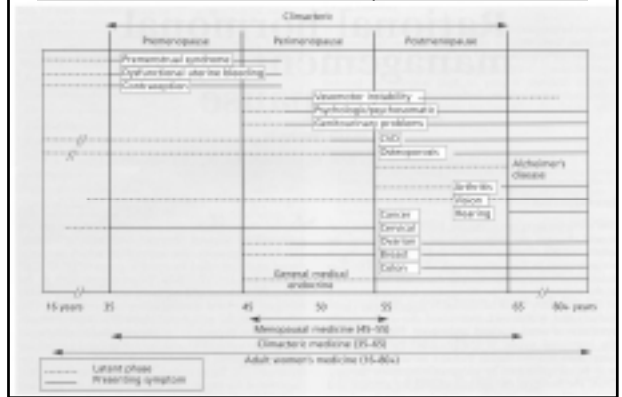 Climacteric
Premenopause Perimenopause Postmenopause
Premenstrual syndrome
Dysfunctional uterine bleeding
Contraception
Vasomotor instability
Psychologic/psychosomatic
Genitourinary problems
CVD
Osteoporosis
Alzheimer's
disease
Arthritis
Vision
Cancer Hearing
Cervical
Ovarian
Breast
Colon
General medical
endocrine
16 years 35 45 50 55 65 80+ years
Menopausal medicine (45-55)
Climacteric medicine (35-65)
Adult women's medicine (16-80+)
Latent phase
Presenting symptom